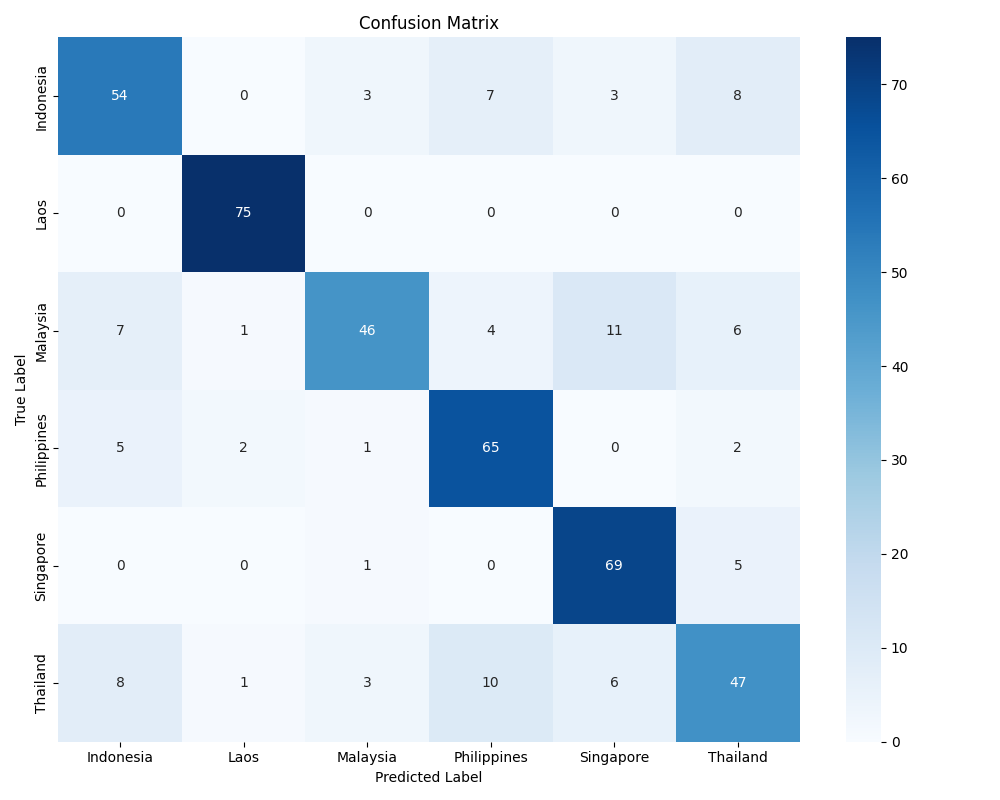 Confusion Matrix
True Label
Indonesia 54 0 3 7 3 8
Laos 0 75 0 0 0 0
Malaysia 7 1 46 4 11 6
Philippines 5 2 1 65 0 2
Singapore 0 0 1 0 69 5
Thailand 8 1 3 10 6 47
Indonesia Laos Malaysia Philippines Singapore Thailand
Predicted Label
70
60
50
40
30
20
10
0